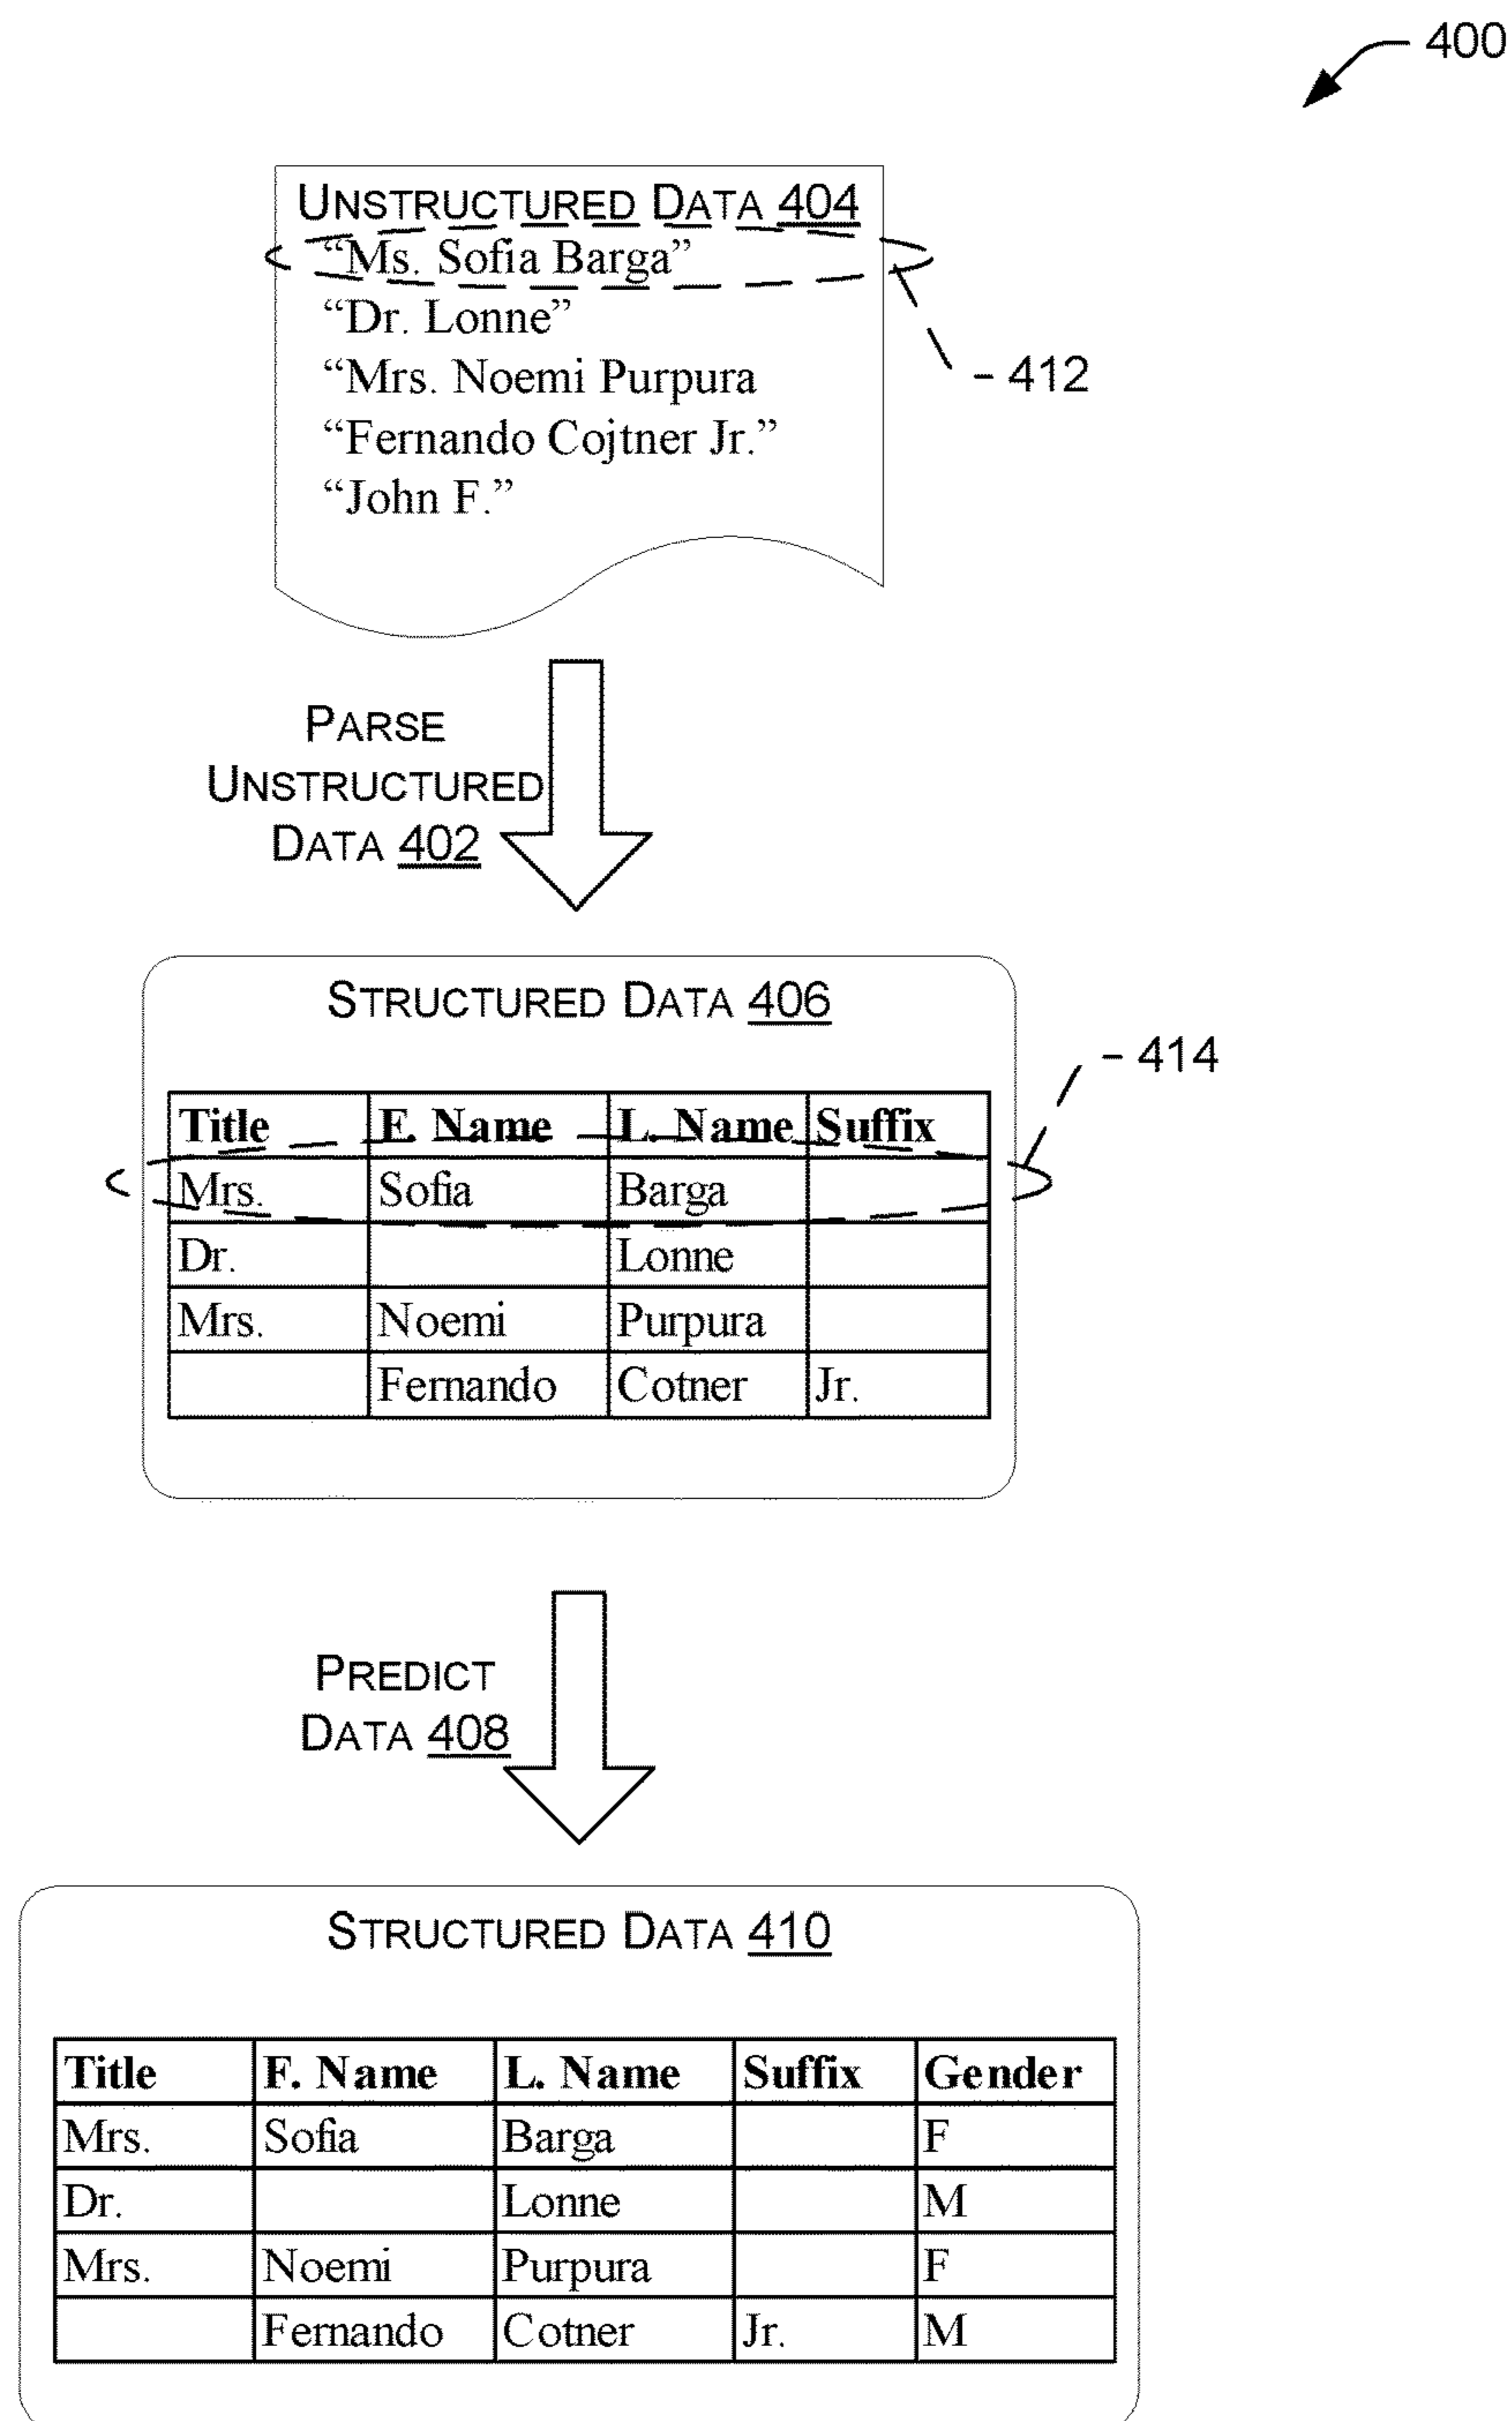 400
UNSTRUCTURED DATA 404
“Ms. Sofia Barga”
“Dr. Lonne”
“Mrs. Noemi Purpura
“Fernando Cojtner Jr.”
“John F.”
412
PARSE
UNSTRUCTURED
DATA 402
STRUCTURED DATA 406
414
Title F. Name L. Name Suffix
Mrs. Sofia Barga
Dr. Lonne
Mrs. Noemi Purpura
Fernando Cotner Jr.
PREDICT
DATA 408
STRUCTURED DATA 410
Title F. Name L. Name Suffix Gender
Mrs. Sofia Barga F
Dr. Lonne M
Mrs. Noemi Purpura F
Fernando Cotner Jr. M